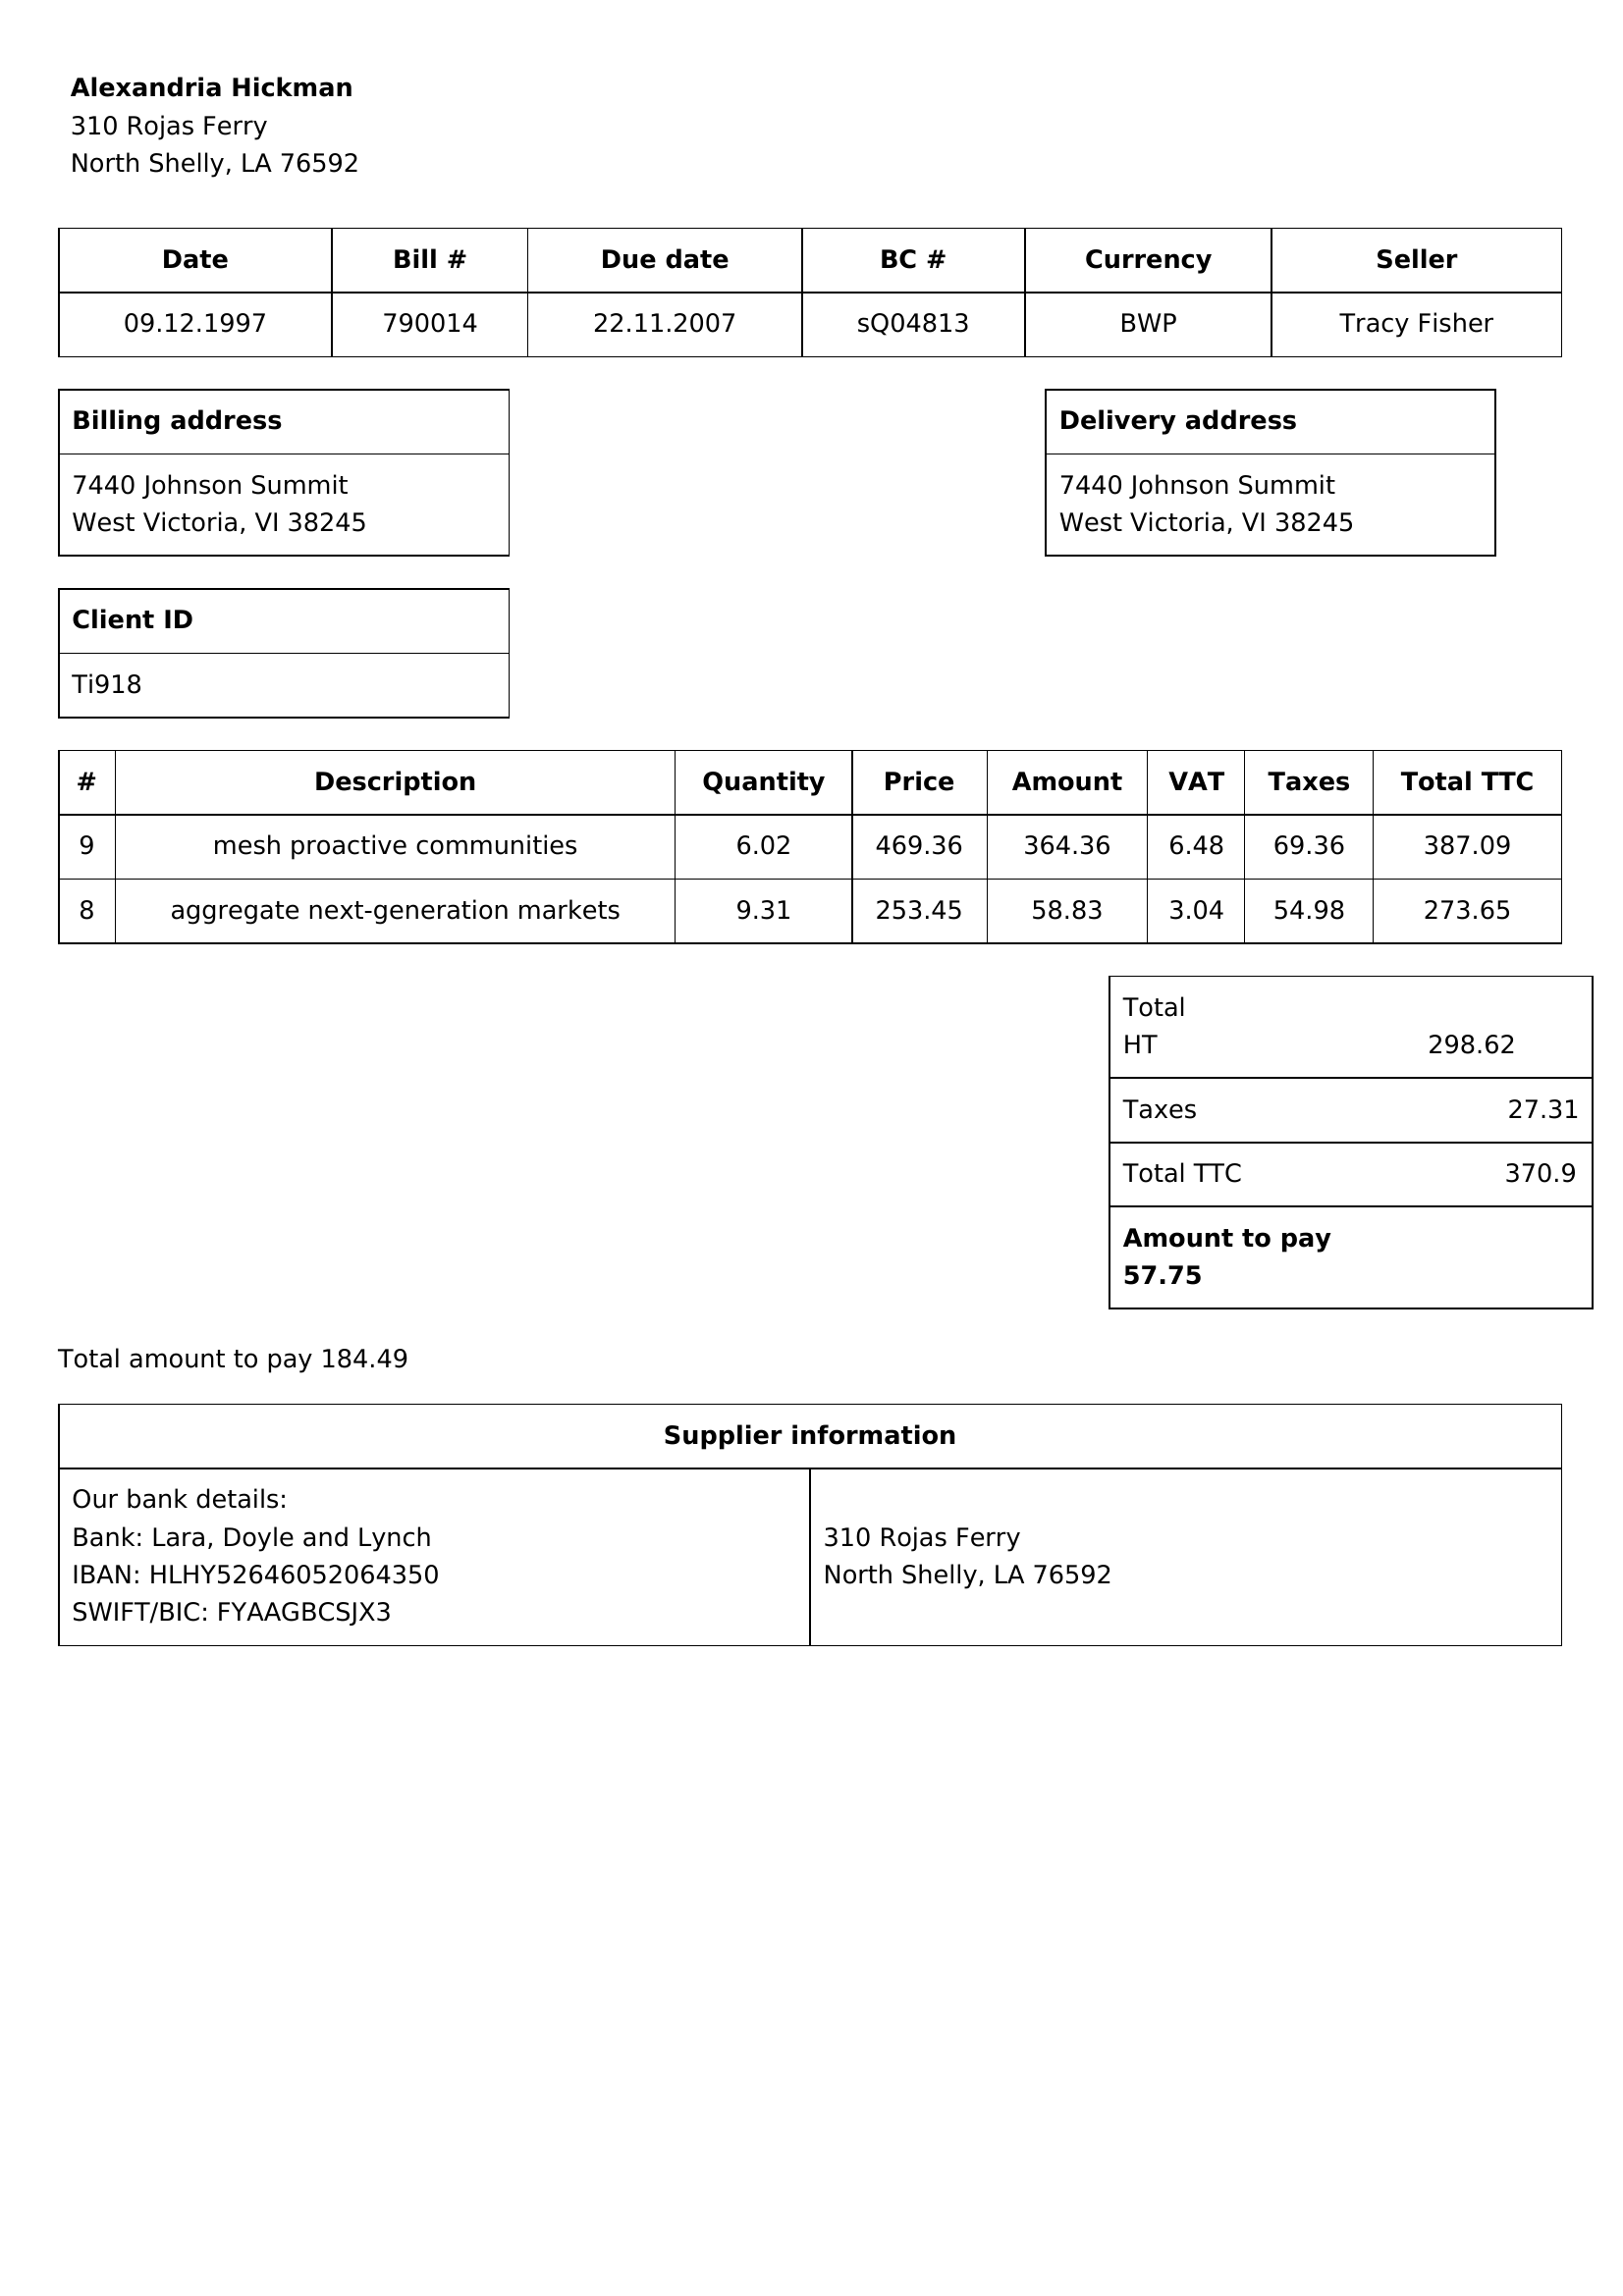 Alexandria Hickman
310 Rojas Ferry
North Shelly, LA 76592
Date Bill # Due date BC # Currency Seller
09.12.1997 790014 22.11.2007 sQ04813 BWP Tracy Fisher
Billing address Delivery address
7440 Johnson Summit 7440 Johnson Summit
West Victoria, VI 38245 West Victoria, VI 38245
Client ID
Ti918
# Description Quantity Price Amount VAT Taxes Total TTC
9 mesh proactive communities 6.02 469.36 364.36 6.48 69.36 387.09
8 aggregate next-generation markets 9.31 253.45 58.83 3.04 54.98 273.65
Total
HT 298.62
Taxes 27.31
Total TTC 370.9
Amount to pay
57.75
Total amount to pay 184.49
Supplier information
Our bank details:
Bank: Lara, Doyle and Lynch
310 Rojas Ferry
IBAN: HLHY52646052064350
North Shelly, LA 76592
SWIFT/BIC: FYAAGBCSJX3